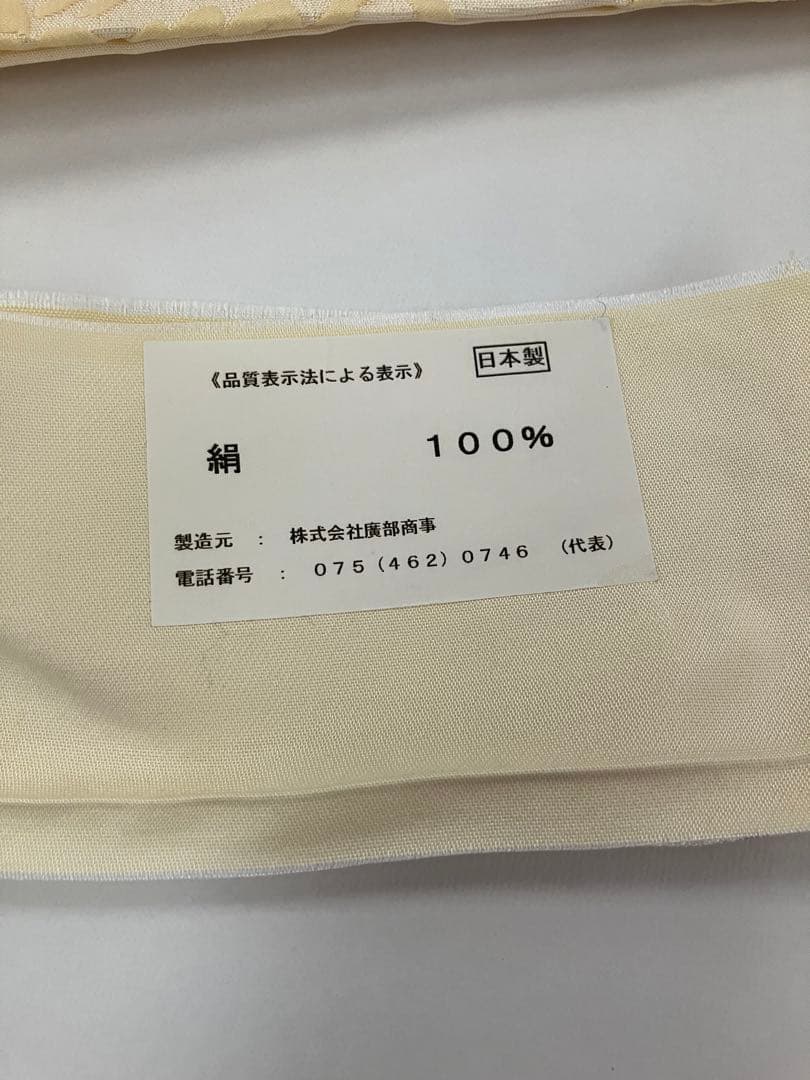 《品質表示法による表示》 日本製
絹 １００％
製造元 ： 株式会社廣部商事
電話番号 ： ０７５（４６２）０７４６ （代表）